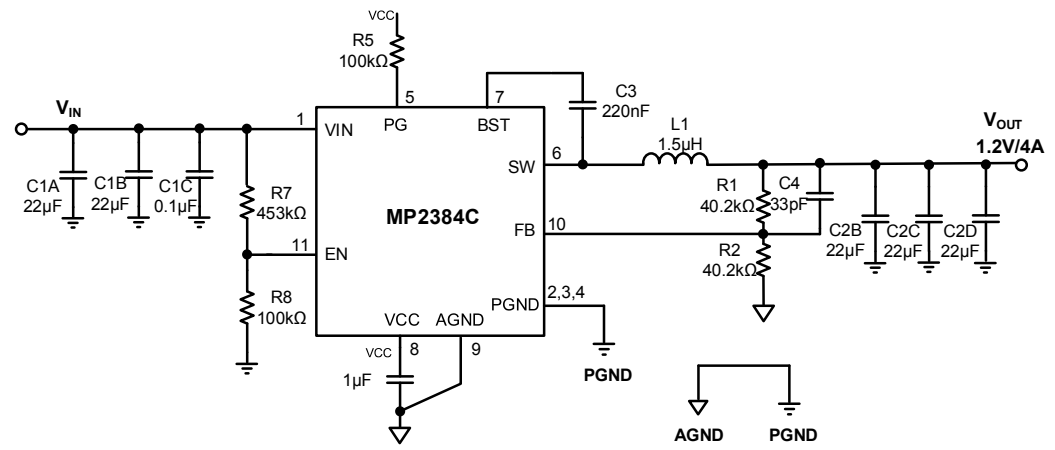 VCC
R5
100kΩ
5
7
C3
220nF
VIN
1
VIN
PG
BST
L1
1.5µH
VOUT
1.2V/4A
SW
6
C1A
22µF
C1B
22µF
C1C
0.1µF
R7
453kΩ
MP2384C
R1
40.2kΩ
C4
33pF
FB
10
C2B
22µF
C2C
22µF
C2D
22µF
11
EN
R2
40.2kΩ
R8
100kΩ
PGND
2,3,4
VCC
AGND
VCC
8
9
1µF
PGND
AGND
PGND